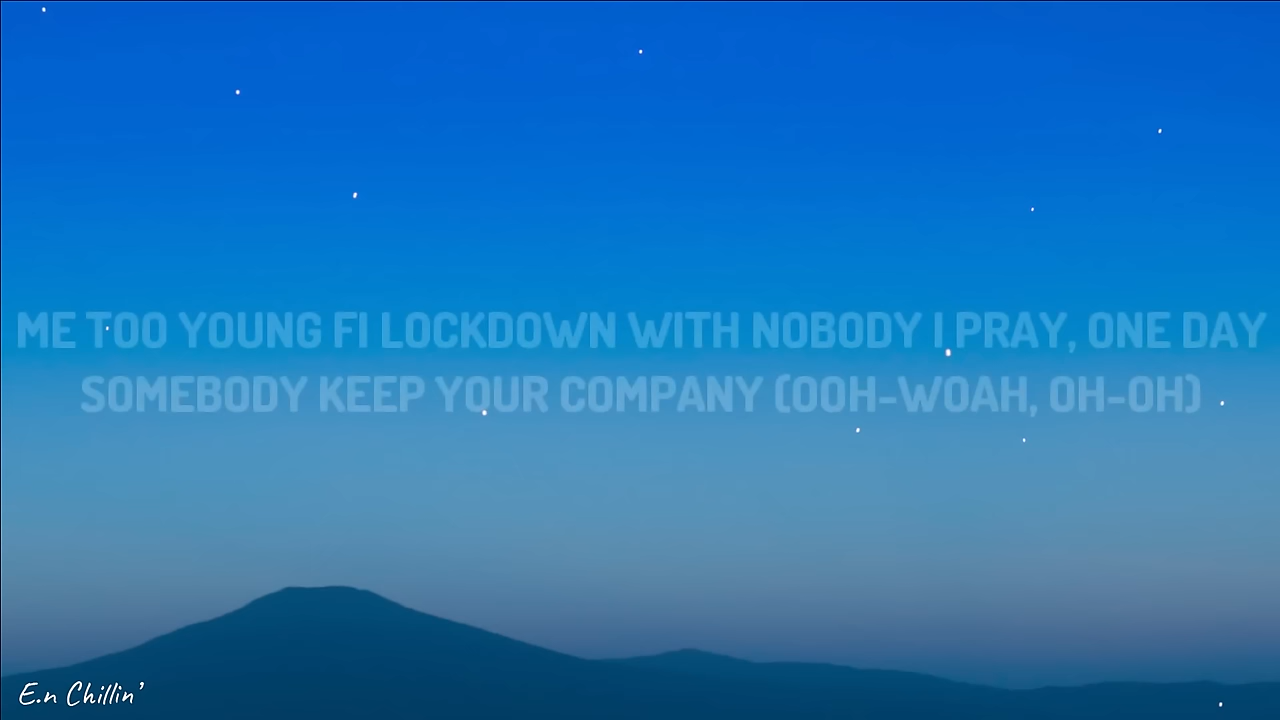 ME TOO YOUNG FI LOCKDOWN WITH NOBODY I PRAY, ONE DAY
SOMEBODY KEEP YOUR COMPANY (OOH-WOAH, OH-OH)
E.n Chillin'